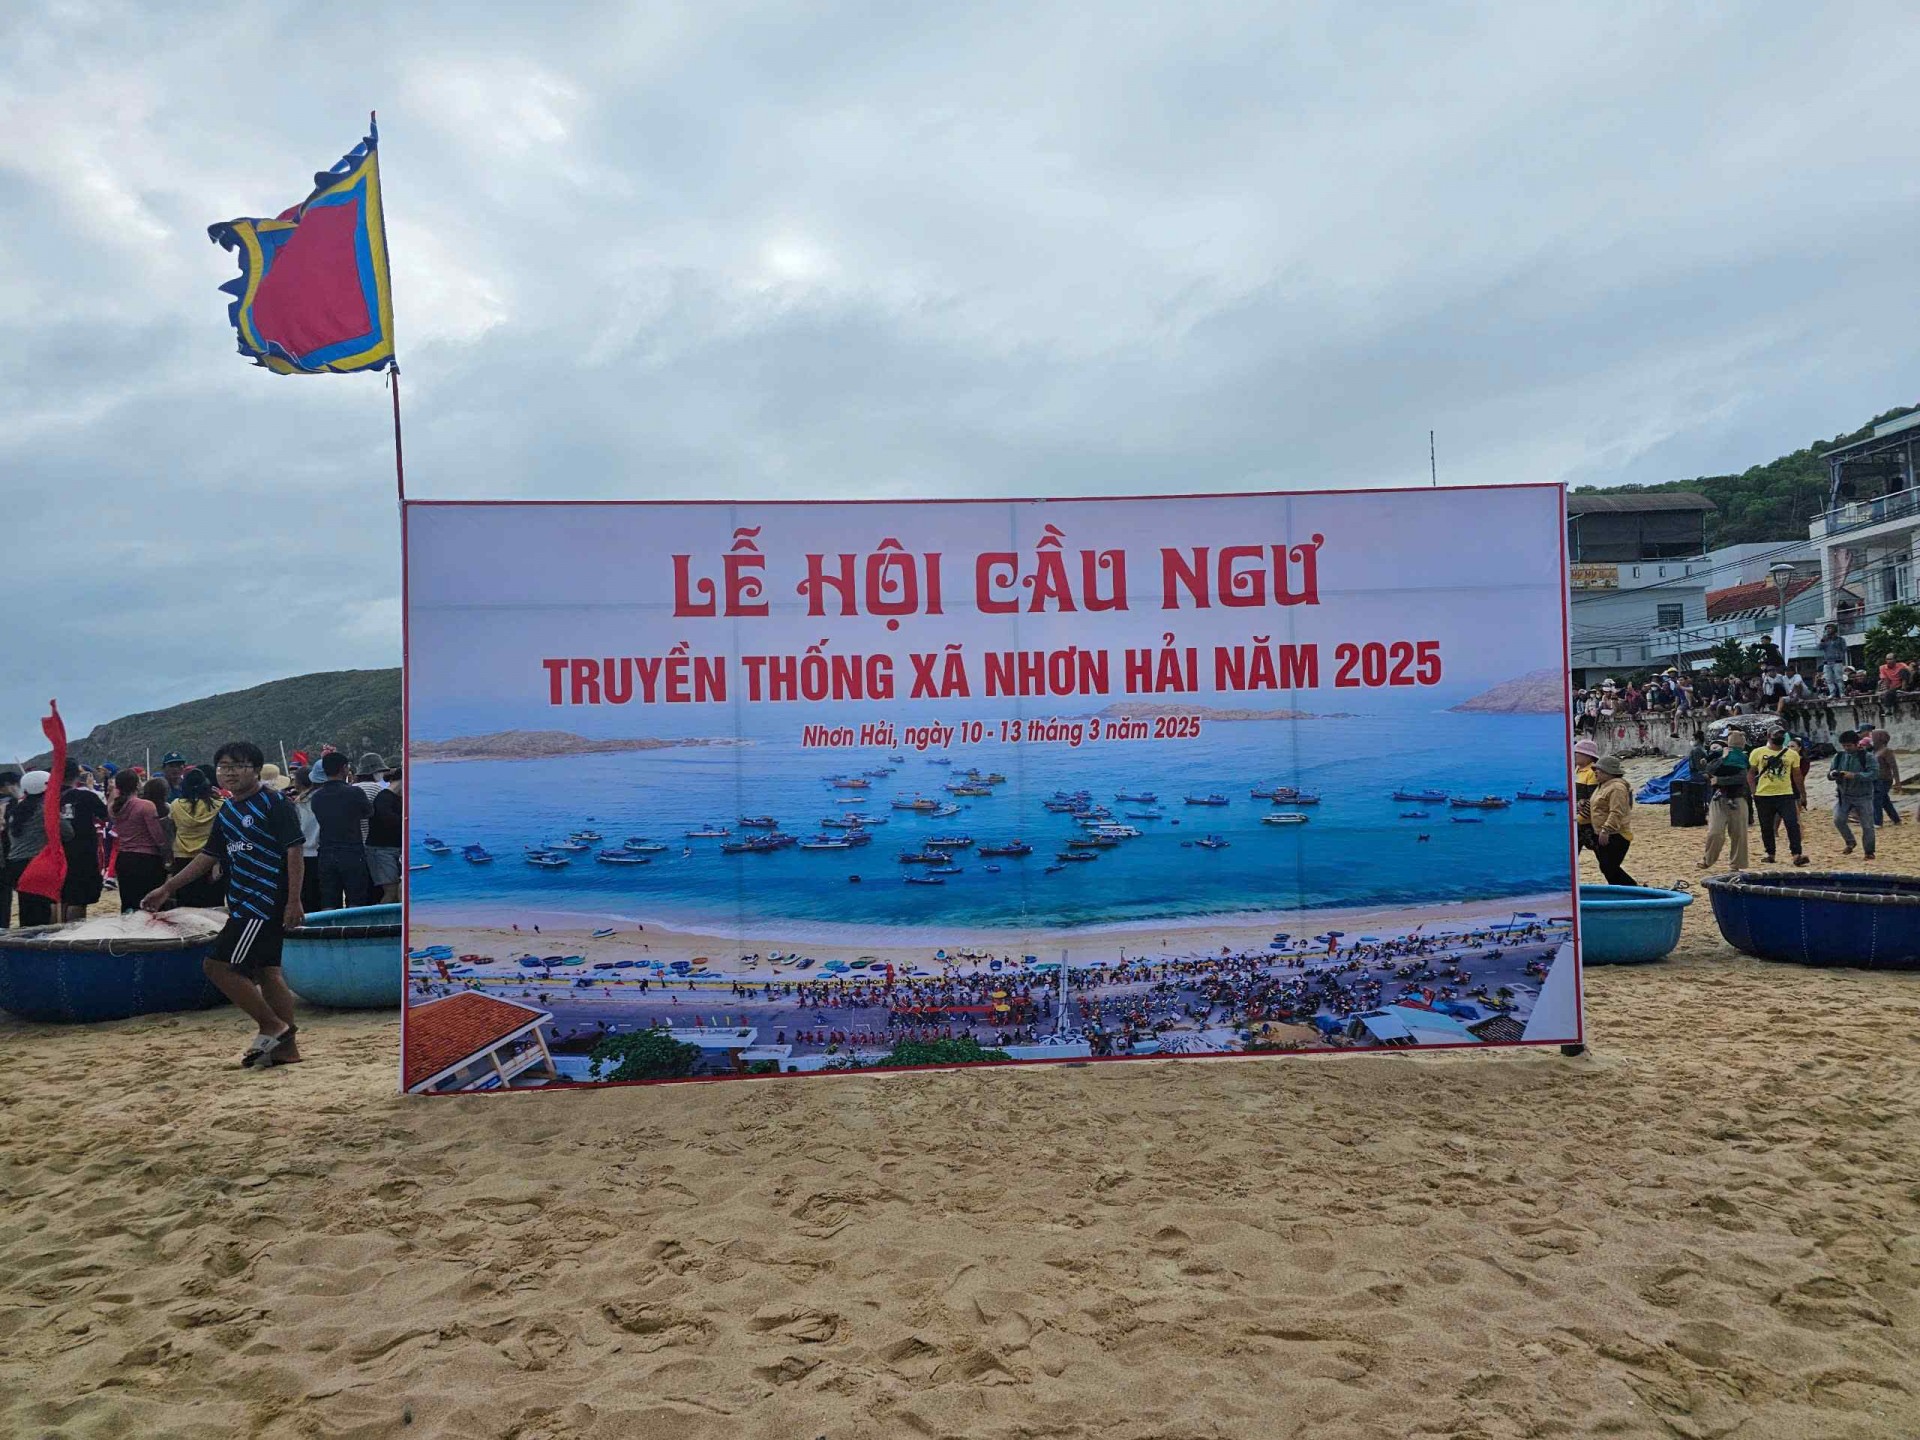 LỄ HỘI CẦU NGƯ
TRUYỀN THỐNG XÃ NHƠN HẢI NĂM 2025
Nhơn Hải, ngày 10 - 13 tháng 3 năm 2025